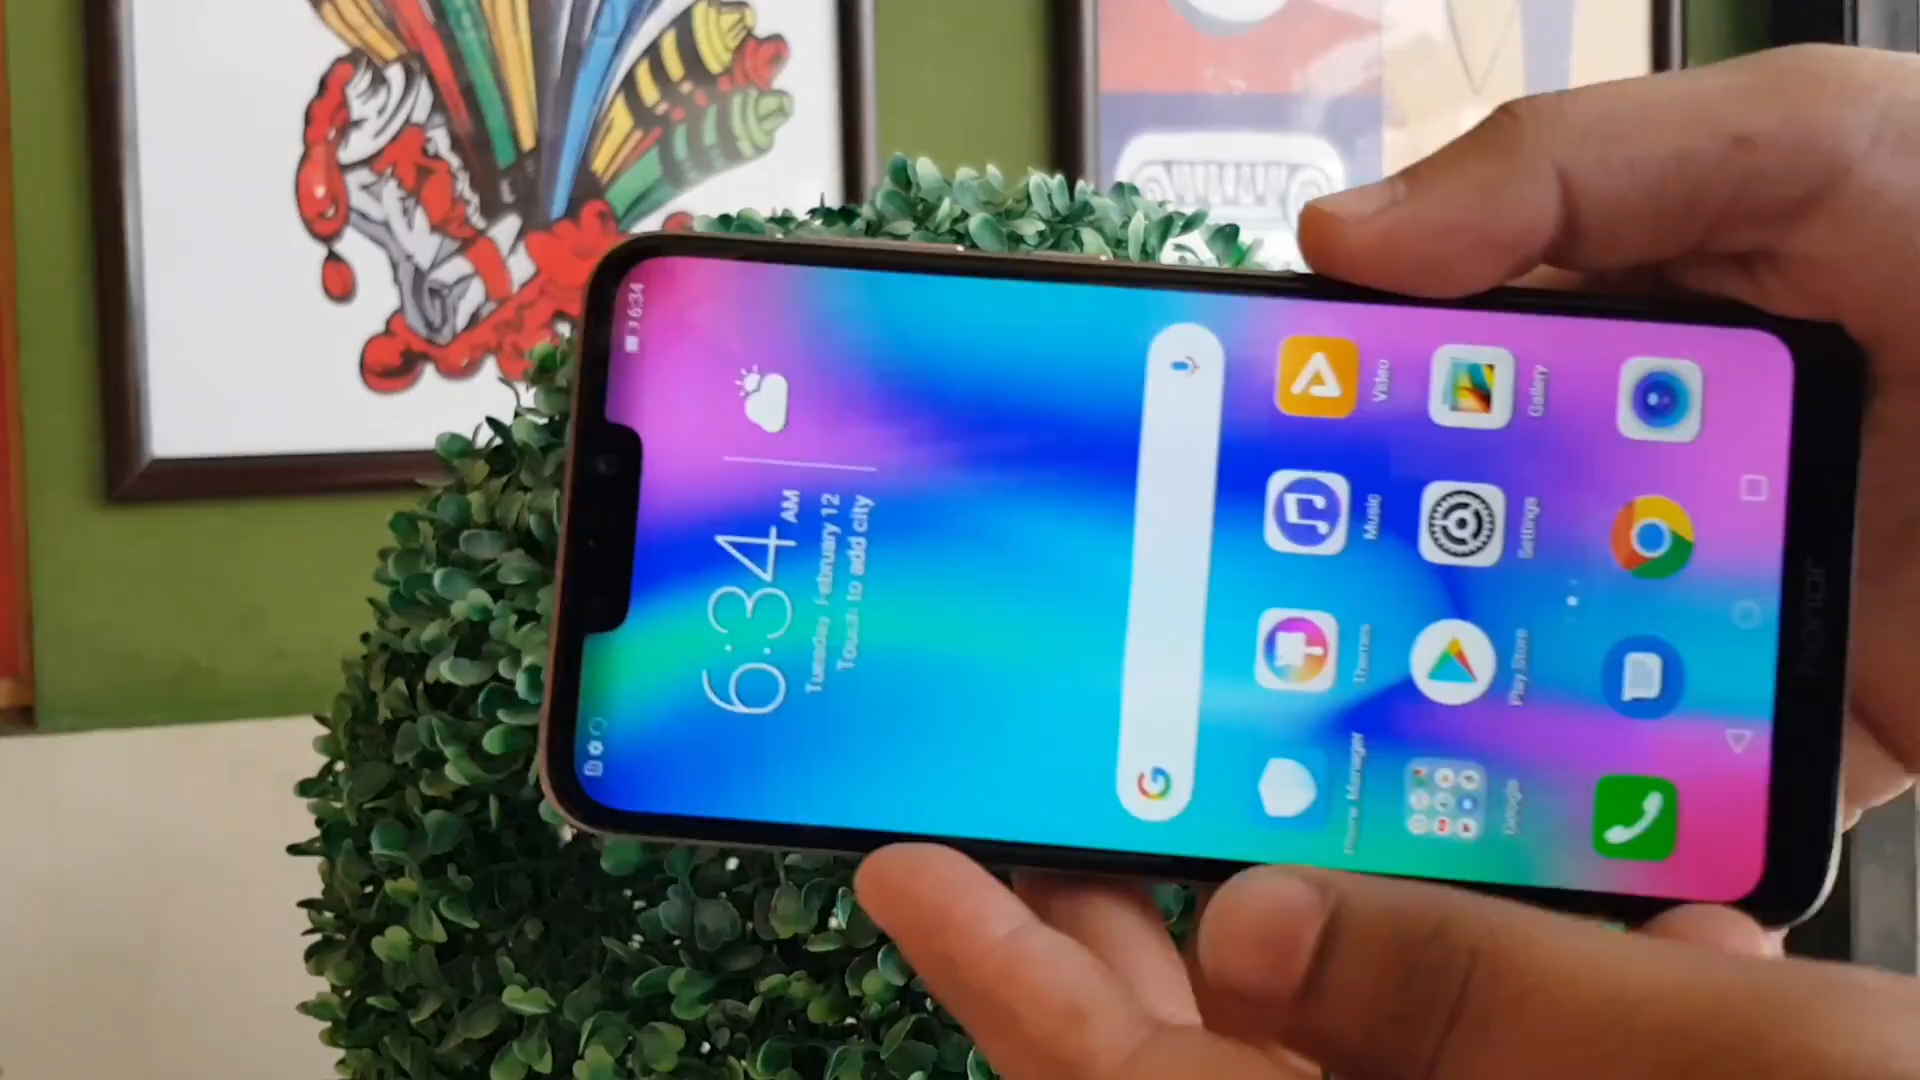 6:34
6:34 AM
Tuesday, February 12
Touch to add city
G
Phone Manager
Themes
Music
Video
Google
Play Store
Settings
Gallery
honor